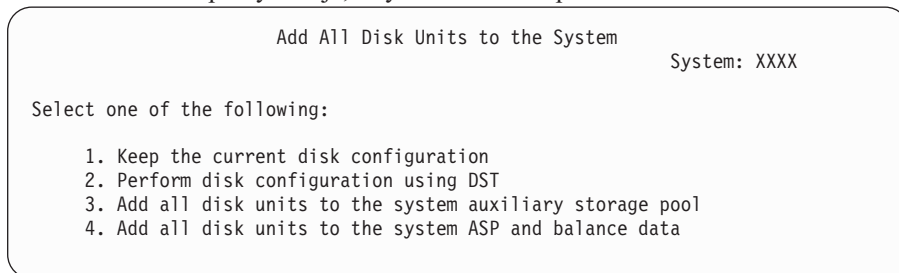 Add All Disk Units to the System
System: XXXX
Select one of the following:
1. Keep the current disk configuration
2. Perform disk configuration using DST
3. Add all disk units to the system auxiliary storage pool
4. Add all disk units to the system ASP and balance data